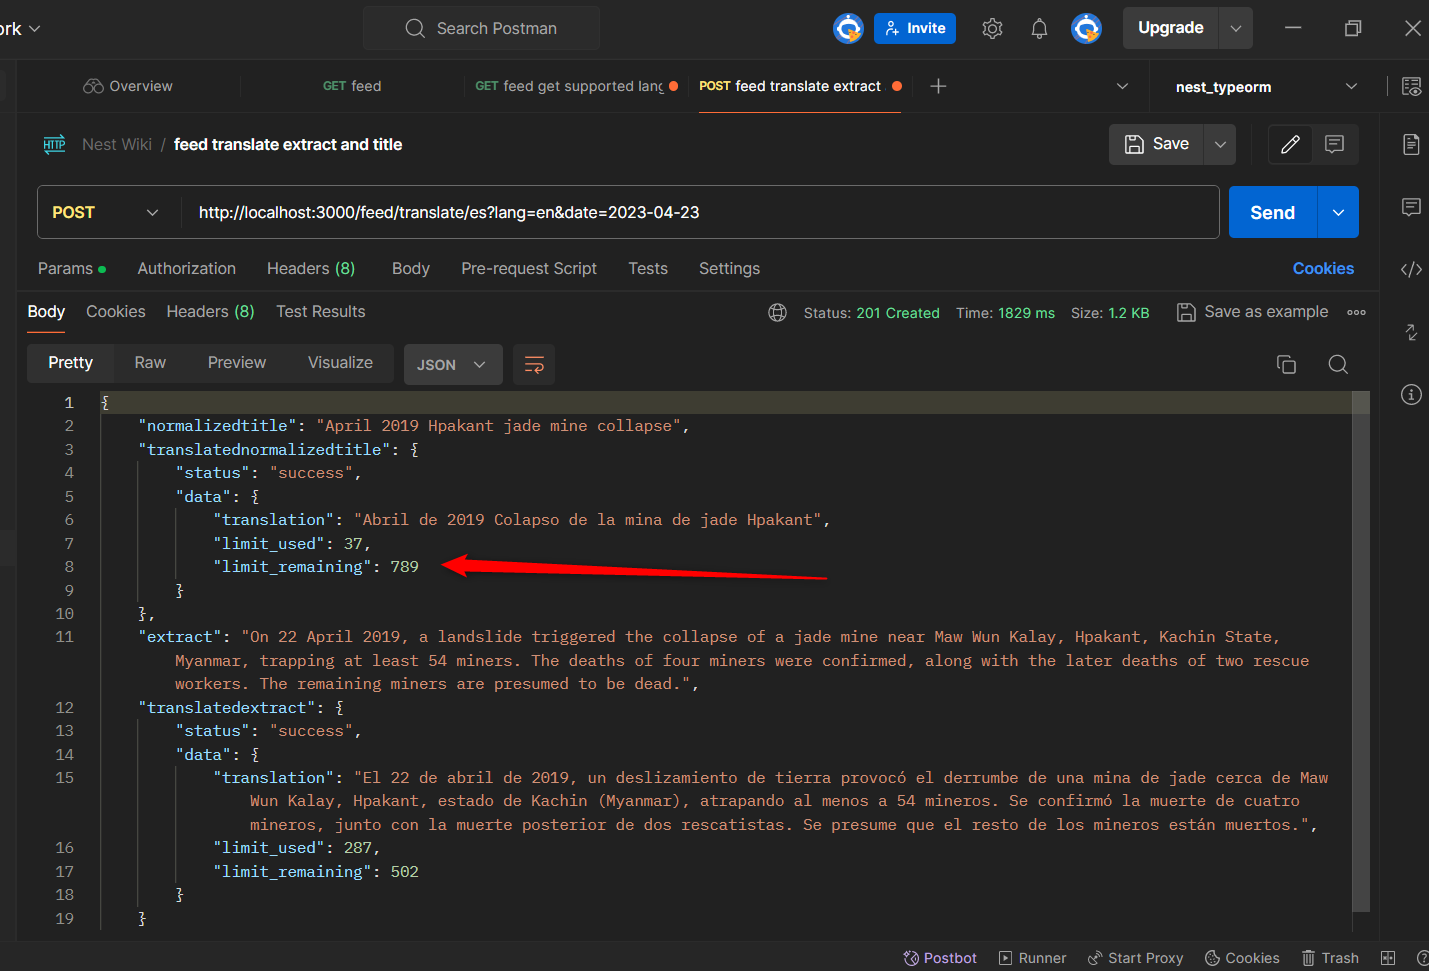 ork
Search Postman
Invite
Upgrade
Overview
GET feed
GET feed get supported lang
POST feed translate extract
nest_typeorm
HTTP Nest Wiki / feed translate extract and title
Save
POST http://localhost:3000/feed/translate/es?lang=en&date=2023-04-23
Send
Params Authorization Headers (8) Body Pre-request Script Tests Settings
Cookies
Body Cookies Headers (8) Test Results
Status: 201 Created Time: 1829 ms Size: 1.2 KB Save as example
Pretty Raw Preview Visualize JSON
1 {
2 "normalizedtitle": "April 2019 Hpakant jade mine collapse",
3 "translatednormalizedtitle": {
4 "status": "success",
5 "data": {
6 "translation": "Abril de 2019 Colapso de la mina de jade Hpakant",
7 "limit_used": 37,
8 "limit_remaining": 789
9 }
10 },
11 "extract": "On 22 April 2019, a landslide triggered the collapse of a jade mine near Maw Wun Kalay, Hpakant, Kachin State,
Myanmar, trapping at least 54 miners. The deaths of four miners were confirmed, along with the later deaths of two rescue
workers. The remaining miners are presumed to be dead.",
12 "translatedextract": {
13 "status": "success",
14 "data": {
15 "translation": "El 22 de abril de 2019, un deslizamiento de tierra provocó el derrumbe de una mina de jade cerca de Maw
Wun Kalay, Hpakant, estado de Kachin (Myanmar), atrapando al menos a 54 mineros. Se confirmó la muerte de cuatro
mineros, junto con la muerte posterior de dos rescatistas. Se presume que el resto de los mineros están muertos.",
16 "limit_used": 287,
17 "limit_remaining": 502
18 }
19 }
Postbot Runner Start Proxy Cookies Trash